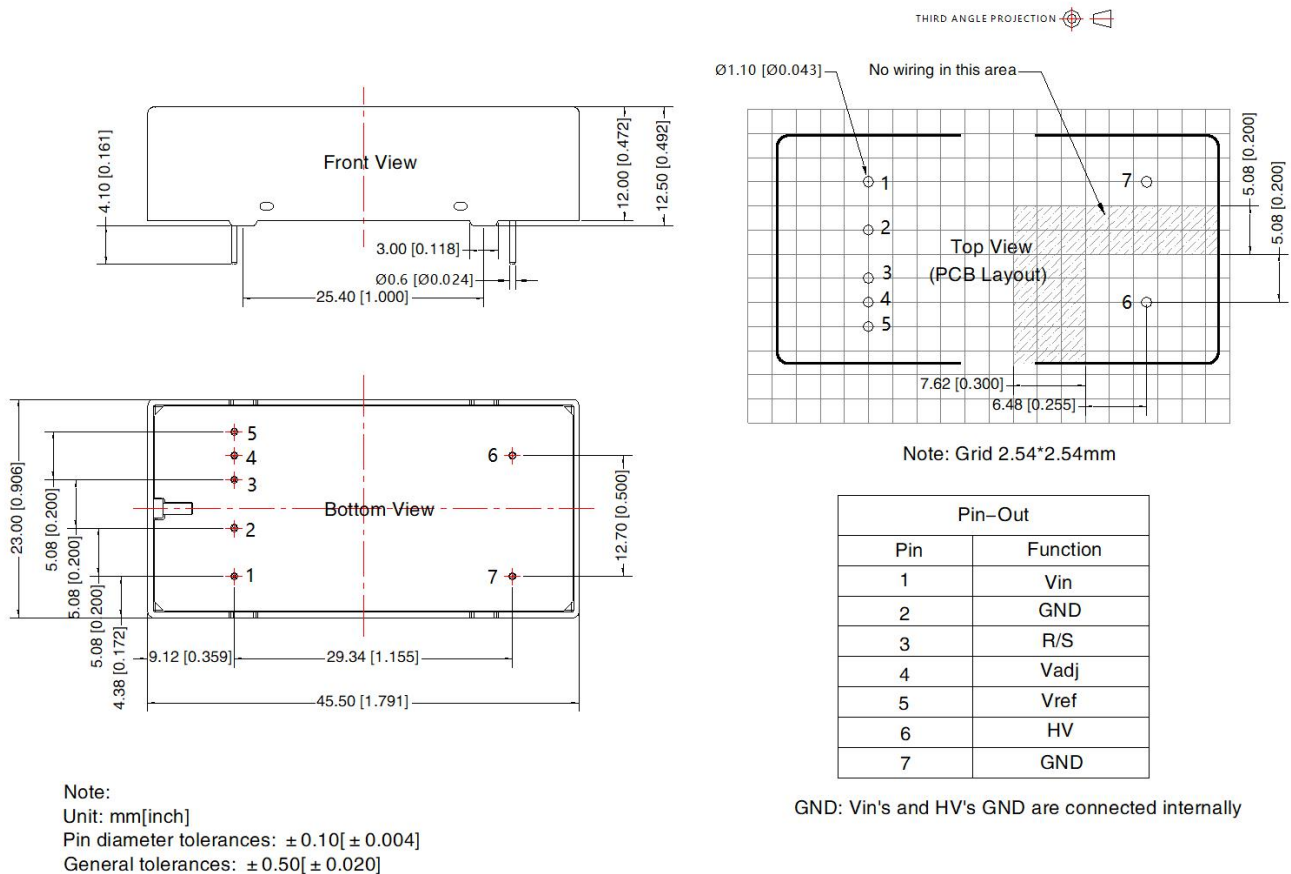 THIRD ANGLE PROJECTION
Front View
4.10 [0.161]
12.00 [0.472]
12.50 [0.492]
3.00 [0.118]
Ø0.6 [Ø0.024]
25.40 [1.000]
Ø1.10 [Ø0.043]
No wiring in this area
1
2
3
4
5
7
6
Top View
(PCB Layout)
5.08 [0.200]
5.08 [0.200]
7.62 [0.300]
6.48 [0.255]
Note: Grid 2.54*2.54mm
5
4
3
2
1
6
7
Bottom View
23.00 [0.906]
5.08 [0.200]
5.08 [0.200]
5.08 [0.200]
4.38 [0.172]
12.70 [0.500]
9.12 [0.359]
29.34 [1.155]
45.50 [1.791]
Pin–Out
Pin Function
1 Vin
2 GND
3 R/S
4 Vadj
5 Vref
6 HV
7 GND
GND: Vin's and HV's GND are connected internally
Note:
Unit: mm[inch]
Pin diameter tolerances: ±0.10[±0.004]
General tolerances: ±0.50[±0.020]